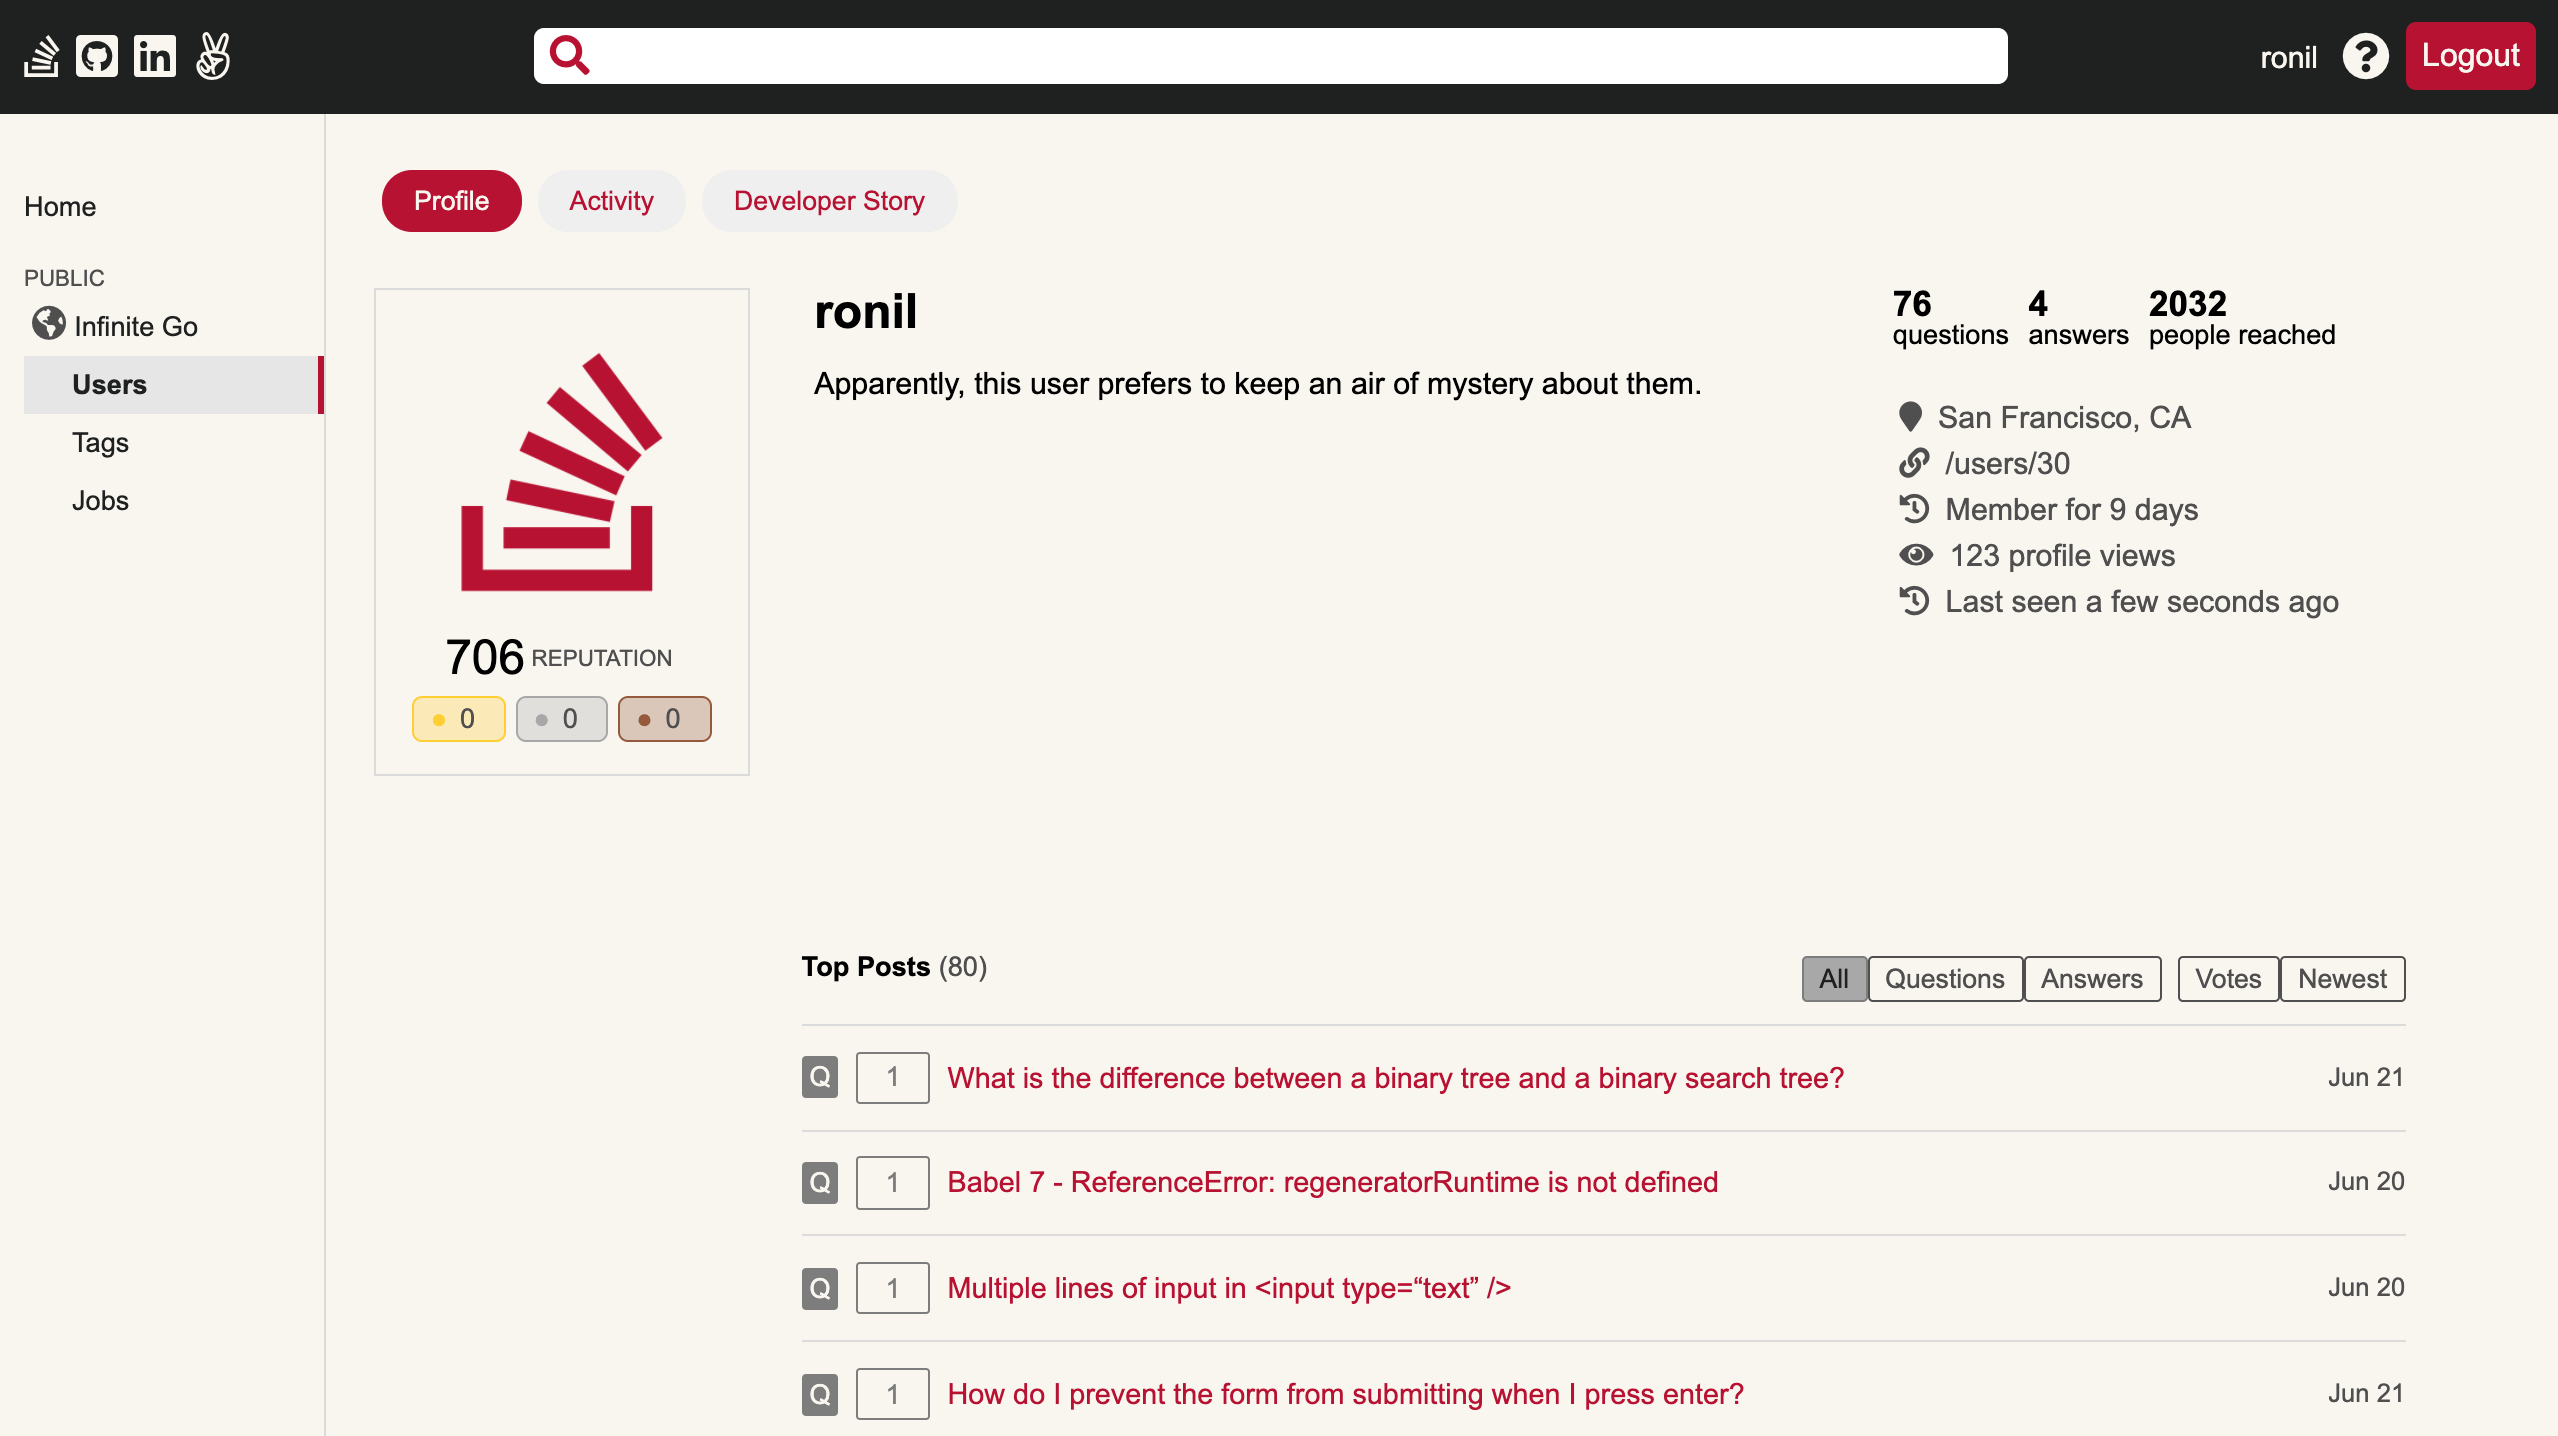 in
ronil
?
Logout
Home
PUBLIC
Infinite Go
Users
Tags
Jobs
Profile
Activity
Developer Story
706 REPUTATION
0
0
0
ronil
Apparently, this user prefers to keep an air of mystery about them.
76
questions
4
answers
2032
people reached
San Francisco, CA
/users/30
Member for 9 days
123 profile views
Last seen a few seconds ago
Top Posts (80)
All
Questions
Answers
Votes
Newest
Q 1 What is the difference between a binary tree and a binary search tree? Jun 21
Q 1 Babel 7 - ReferenceError: regeneratorRuntime is not defined Jun 20
Q 1 Multiple lines of input in <input type=“text” /> Jun 20
Q 1 How do I prevent the form from submitting when I press enter? Jun 21